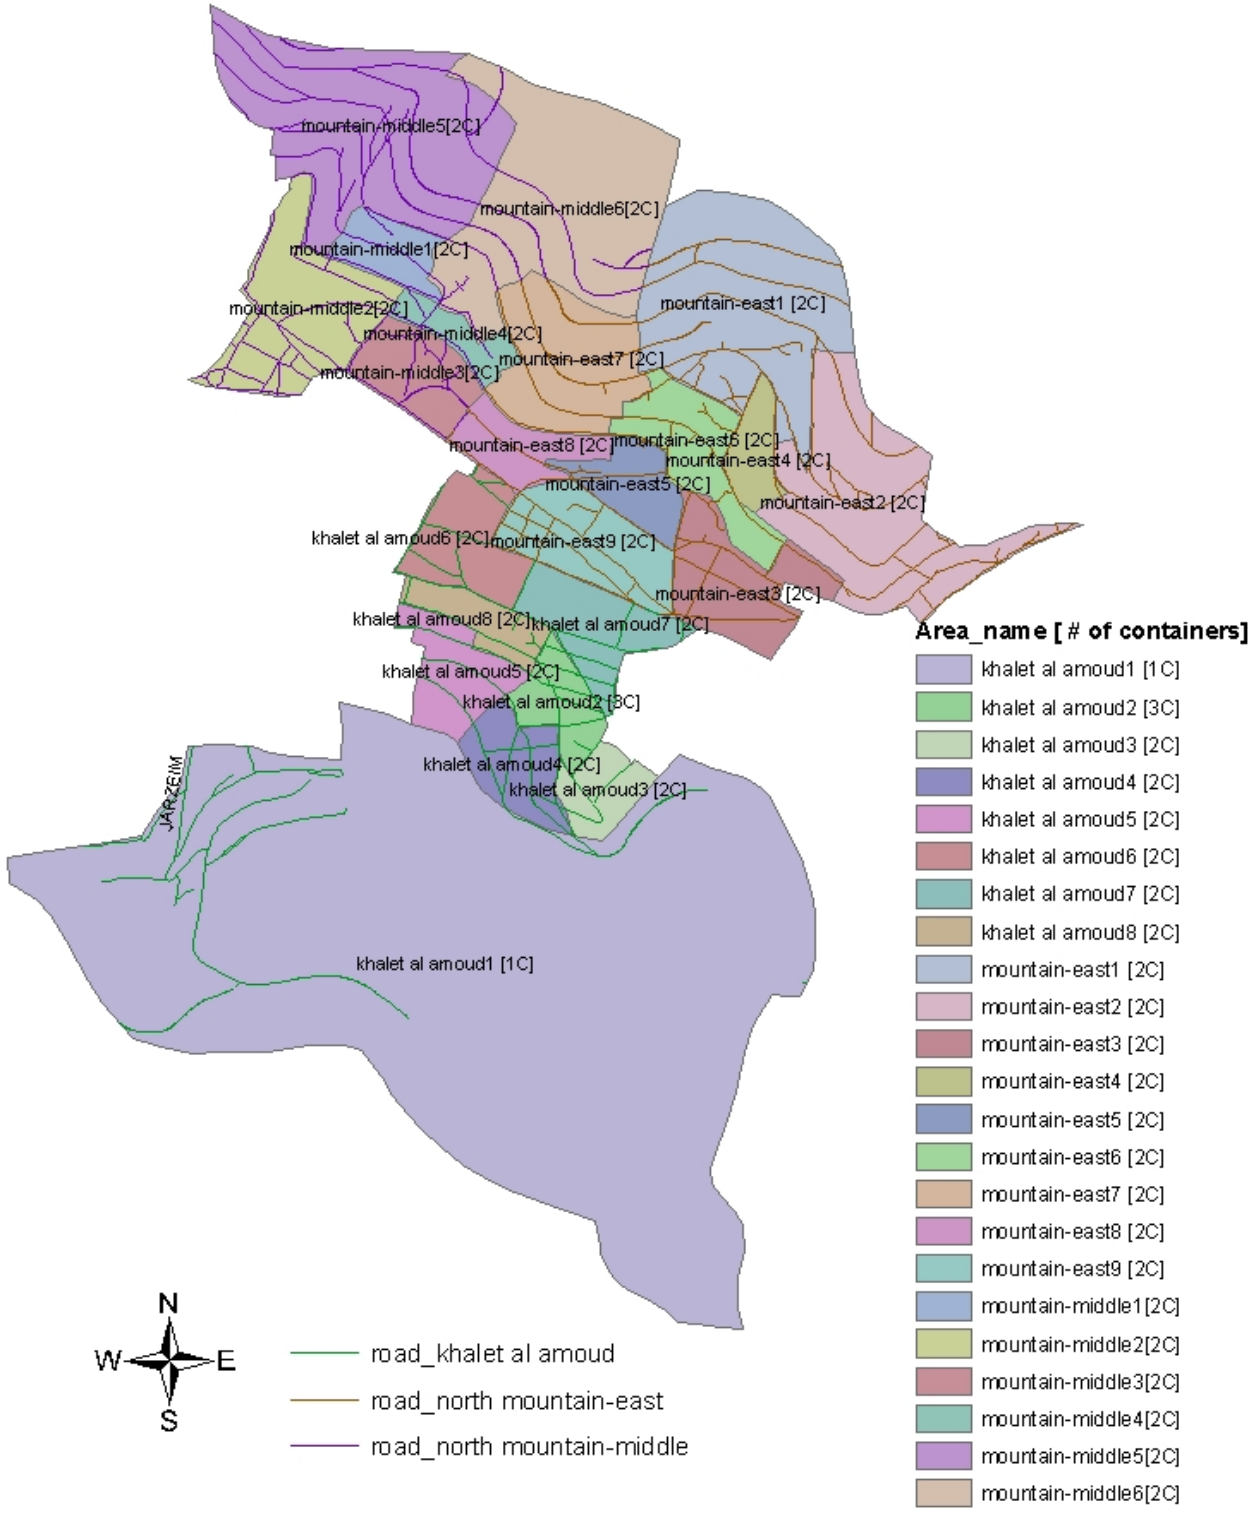 mountain-middle5[2C]
mountain-middle6[2C]
mountain-middle1[2C]
mountain-east1 [2C]
mountain-middle2[2C]
mountain-middle4[2C]
mountain-east7 [2C]
mountain-middle3[2C]
mountain-east8 [2C]
mountain-east6 [2C]
mountain-east4 [2C]
mountain-east5 [2C]
mountain-east2 [2C]
khalet al amoud6 [2C]
mountain-east9 [2C]
mountain-east3 [2C]
khalet al amoud8 [2C]
khalet al amoud7 [2C]
khalet al amoud5 [2C]
khalet al amoud2 [3C]
khalet al amoud4 [2C]
khalet al amoud3 [2C]
JARZEIM
khalet al amoud1 [1C]
Area_name [ # of containers]
khalet al amoud1 [1C]
khalet al amoud2 [3C]
khalet al amoud3 [2C]
khalet al amoud4 [2C]
khalet al amoud5 [2C]
khalet al amoud6 [2C]
khalet al amoud7 [2C]
khalet al amoud8 [2C]
mountain-east1 [2C]
mountain-east2 [2C]
mountain-east3 [2C]
mountain-east4 [2C]
mountain-east5 [2C]
mountain-east6 [2C]
mountain-east7 [2C]
mountain-east8 [2C]
mountain-east9 [2C]
mountain-middle1[2C]
mountain-middle2[2C]
mountain-middle3[2C]
mountain-middle4[2C]
mountain-middle5[2C]
mountain-middle6[2C]
N
W E
S
road_khalet al amoud
road_north mountain-east
road_north mountain-middle